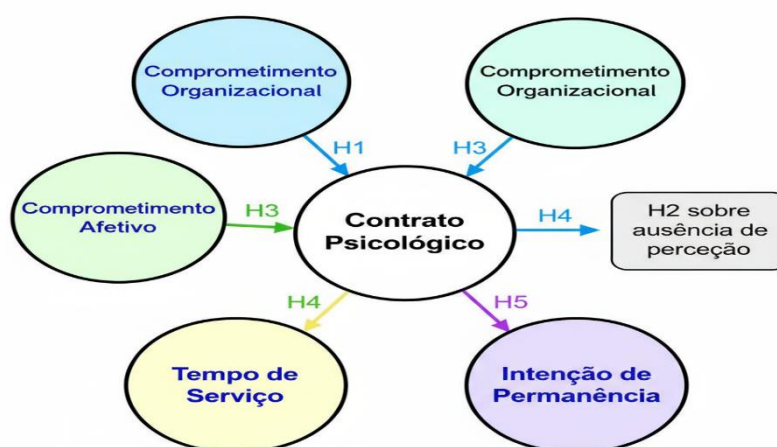 Comprometimento
Organizacional
Comprometimento
Organizacional
H1
H3
Comprometimento
Afetivo
H3
Contrato
Psicológico
H4
H2 sobre
ausência de
perceção
H4
H5
Tempo de
Serviço
Intenção de
Permanência